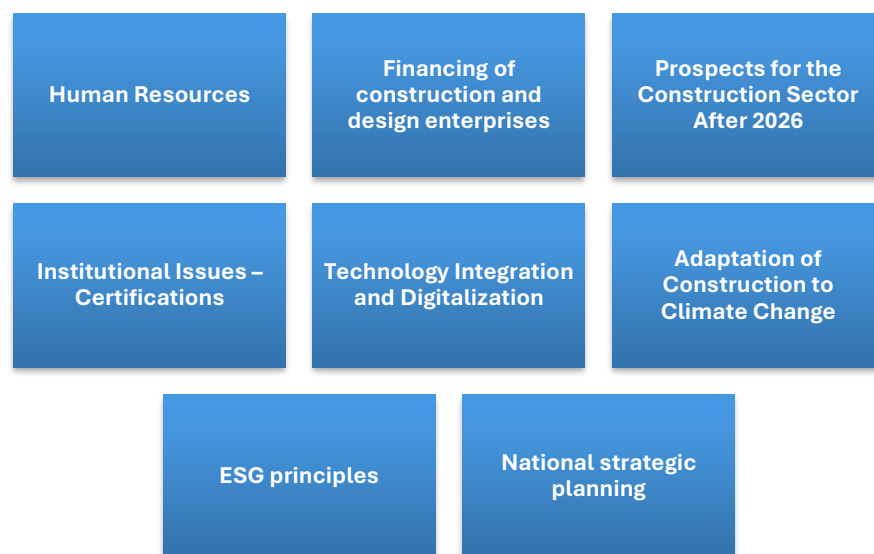 Human Resources
Financing of
construction and
design enterprises
Prospects for the
Construction Sector
After 2026
Institutional Issues –
Certifications
Technology Integration
and Digitalization
Adaptation of
Construction to
Climate Change
ESG principles
National strategic
planning